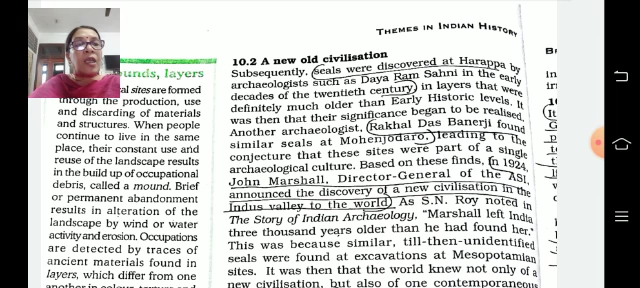 THEMES IN INDIAN HISTORY
unds, layers
sites are formed
through the production, use
and discarding of materials
and structures. When people
continue to live in the same
place, their constant use and
reuse of the landscape results
in the build up of occupational
debris, called a mound. Brief
or permanent abandonment
results in alteration of the
landscape by wind or water
activity and erosion. Occupations
are detected by traces of
ancient materials found in
layers, which differ from one
another in colour, texture and
10.2 A new old civilisation
Subsequently, seals were discovered at Harappa by
archaeologists such as Daya Ram Sahni in the early
decades of the twentieth century, in layers that were
definitely much older than Early Historic levels. It
was then that their significance began to be realised.
Another archaeologist, Rakhal Das Banerji found
similar seals at Mohenjodaro, leading to the
conjecture that these sites were part of a single
archaeological culture. Based on these finds, in 1924,
John Marshall, Director-General of the ASI,
announced the discovery of a new civilisation in the
Indus valley to the world. As S.N. Roy noted in
The Story of Indian Archaeology, "Marshall left India
three thousand years older than he had found her."
This was because similar, till-then-unidentified
seals were found at excavations at Mesopotamian
sites. It was then that the world knew not only of a
new civilisation, but also of one contemporaneous